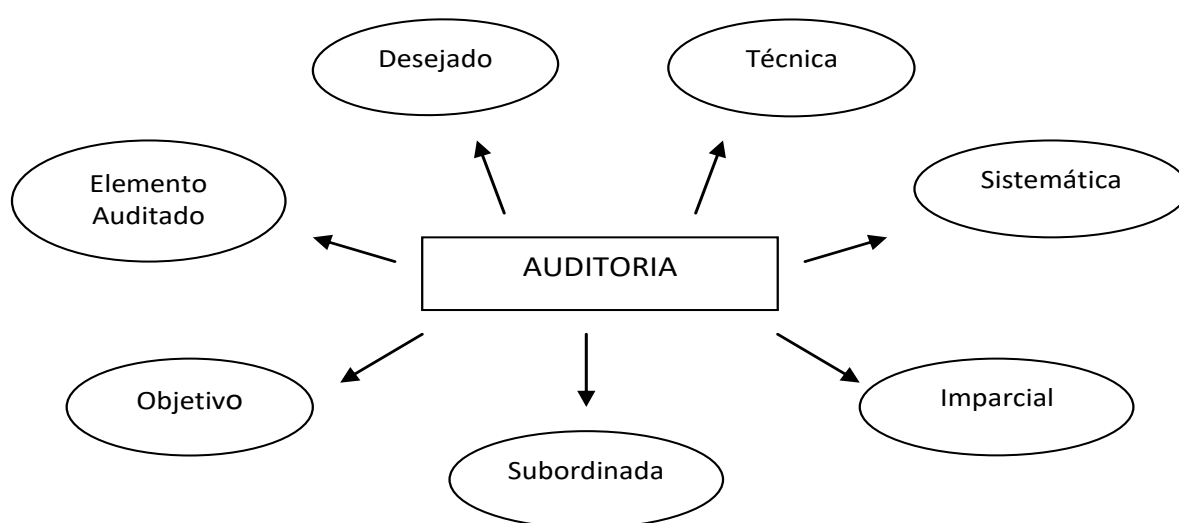 Desejado
Técnica
Elemento
Auditado
Sistemática
AUDITORIA
Objetivo
Imparcial
Subordinada